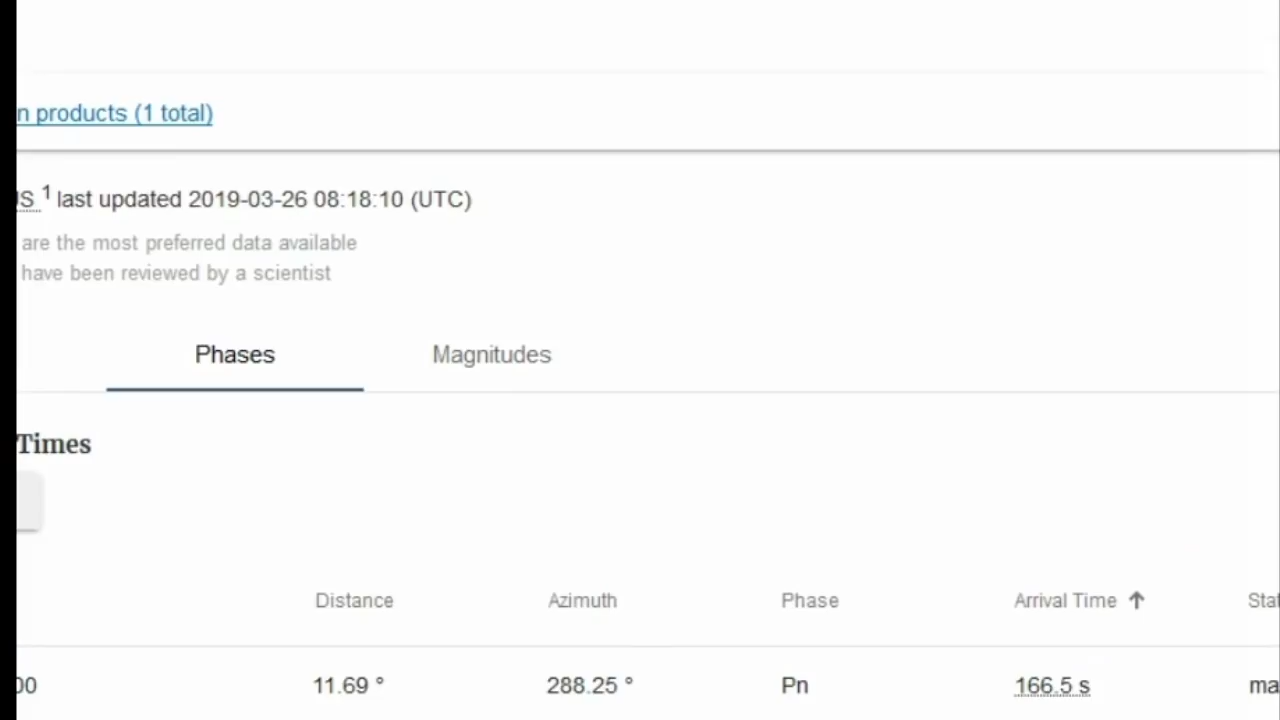 n products (1 total)
US 1 last updated 2019-03-26 08:18:10 (UTC)
are the most preferred data available
have been reviewed by a scientist
Phases Magnitudes
Times
Distance Azimuth Phase Arrival Time ↑ Stat
00 11.69 ° 288.25 ° Pn 166.5 s ma